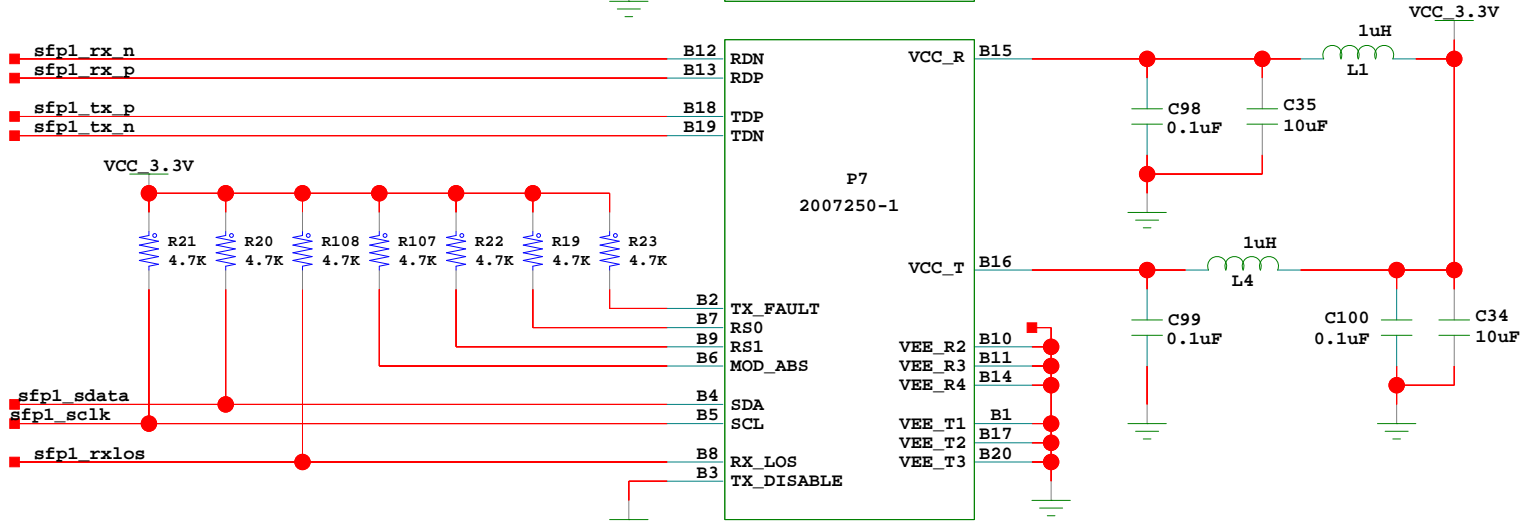 VCC_3.3V
1uH
L1
sfp1_rx_n B12 RDN VCC_R B15
sfp1_rx_p B13 RDP
sfp1_tx_p B18 TDP
sfp1_tx_n B19 TDN
C98 0.1uF
C35 10uF
VCC_3.3V
P7
2007250-1
R21 4.7K
R20 4.7K
R108 4.7K
R107 4.7K
R22 4.7K
R19 4.7K
R23 4.7K
1uH
L4
VCC_T B16
B2 TX_FAULT
B7 RS0
B9 RS1
B6 MOD_ABS
C99 0.1uF
C100 0.1uF
C34 10uF
VEE_R2 B10
VEE_R3 B11
VEE_R4 B14
sfp1_sdata B4 SDA
sfp1_sclk B5 SCL
VEE_T1 B1
VEE_T2 B17
VEE_T3 B20
sfp1_rxlos B8 RX_LOS
B3 TX_DISABLE